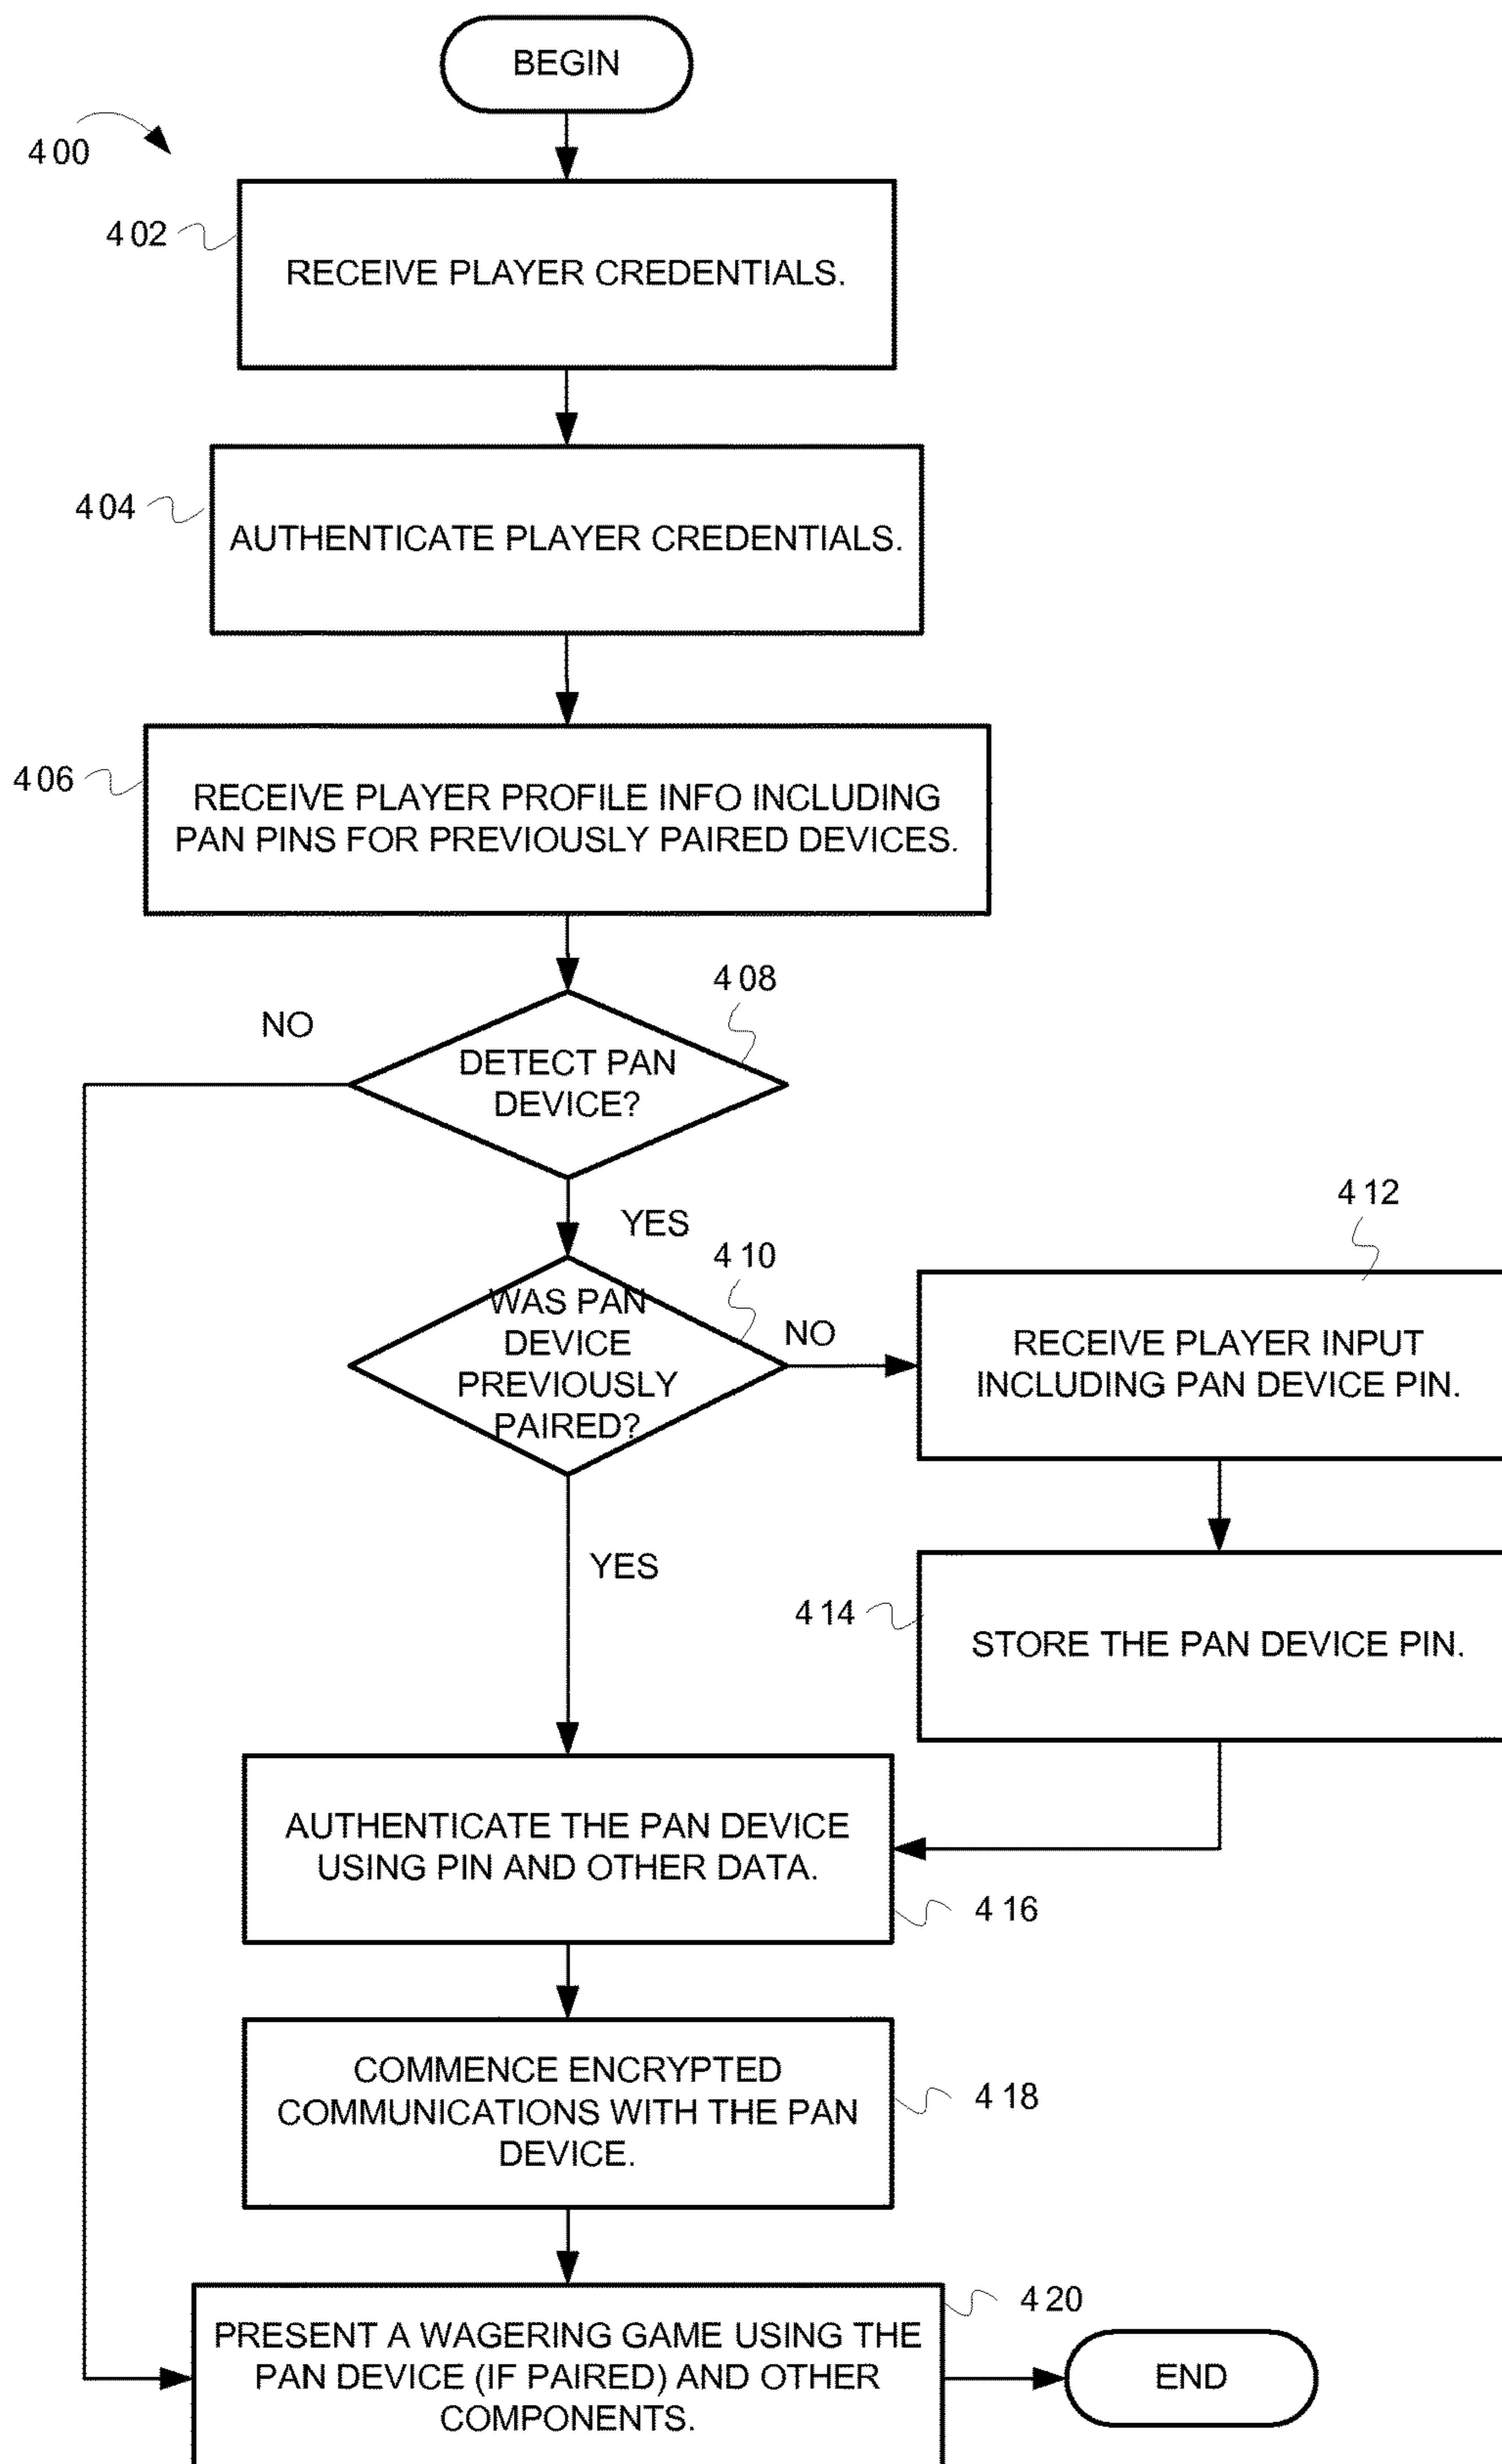 BEGIN
400
402
RECEIVE PLAYER CREDENTIALS.
404
AUTHENTICATE PLAYER CREDENTIALS.
406
RECEIVE PLAYER PROFILE INFO INCLUDING
PAN PINS FOR PREVIOUSLY PAIRED DEVICES.
408
NO
DETECT PAN
DEVICE?
YES
410
WAS PAN
DEVICE
PREVIOUSLY
PAIRED?
NO
412
RECEIVE PLAYER INPUT
INCLUDING PAN DEVICE PIN.
YES
414
STORE THE PAN DEVICE PIN.
AUTHENTICATE THE PAN DEVICE
USING PIN AND OTHER DATA.
416
COMMENCE ENCRYPTED
COMMUNICATIONS WITH THE PAN
DEVICE.
418
420
PRESENT A WAGERING GAME USING THE
PAN DEVICE (IF PAIRED) AND OTHER
COMPONENTS.
END